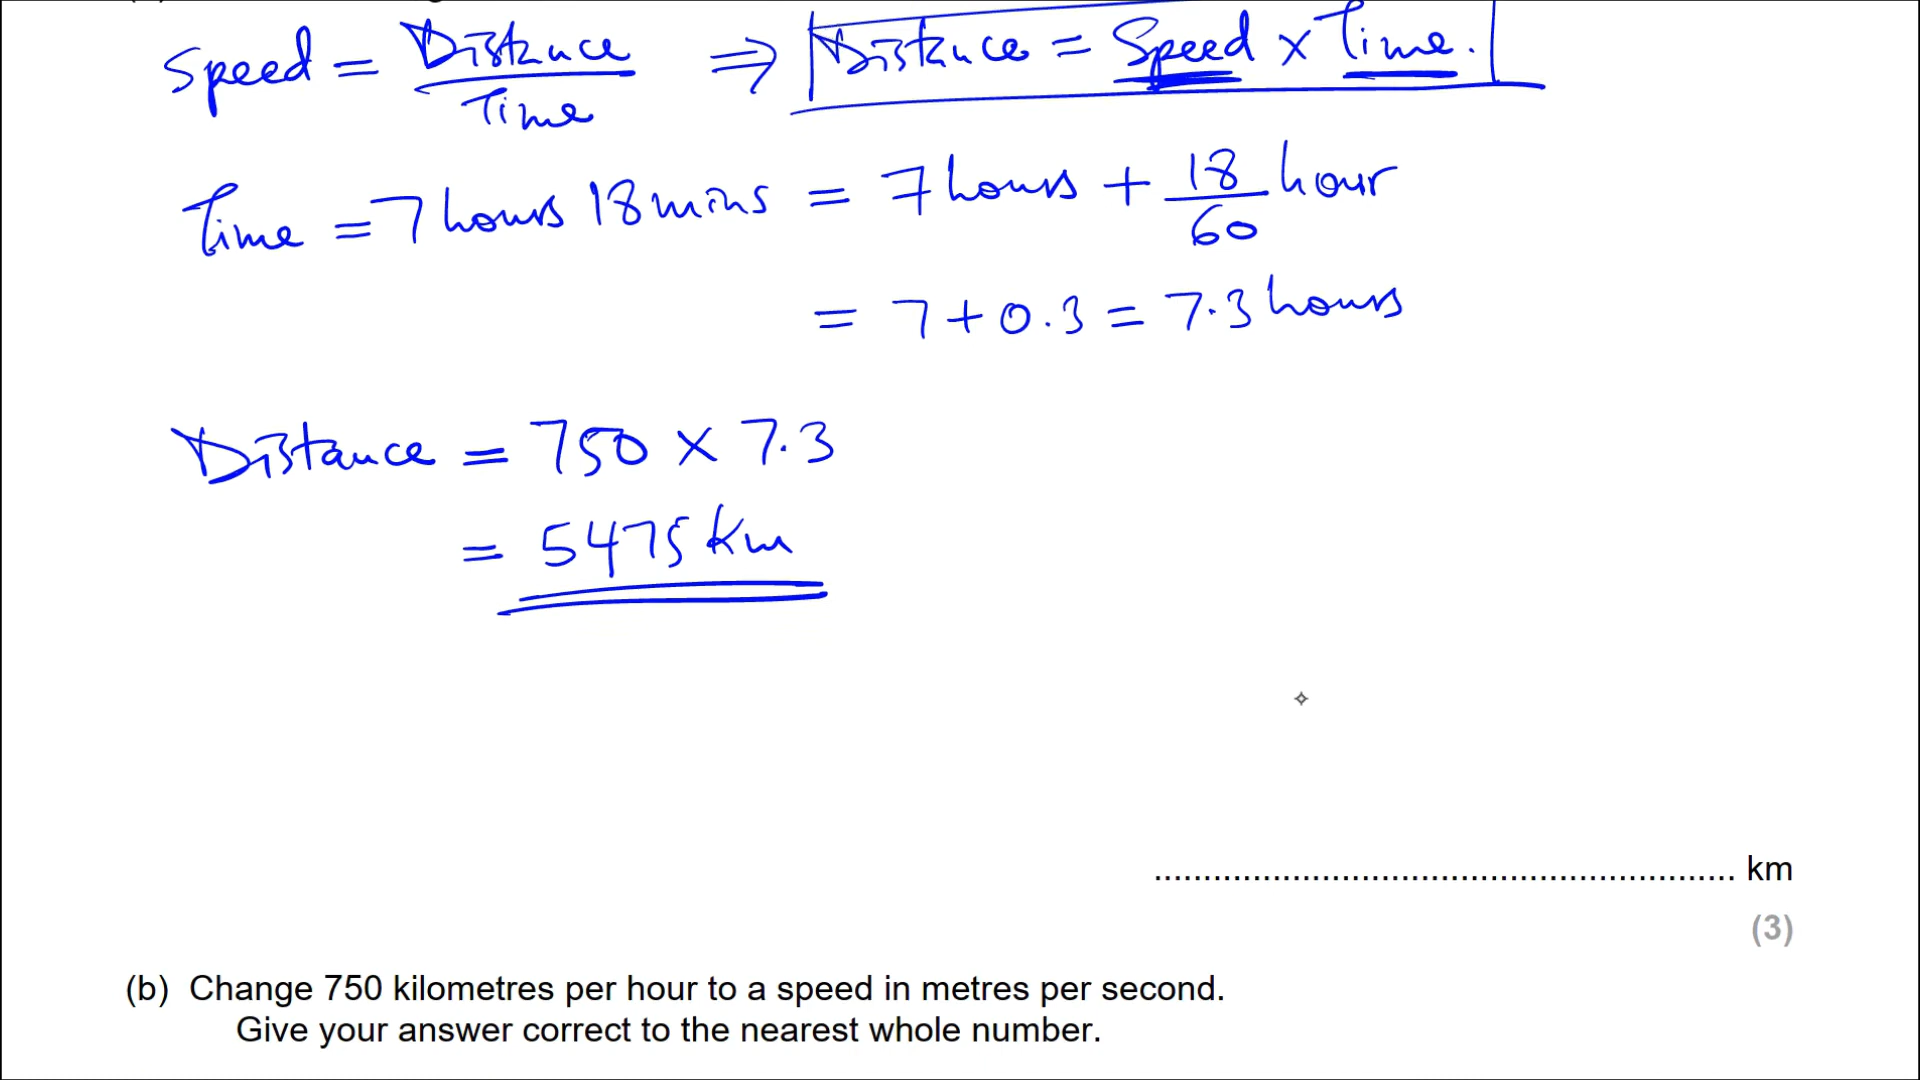 Speed = Distance / Time ⇒ Distance = Speed × Time.
Time = 7 hours 18 mins = 7 hours + 18/60 hour
= 7 + 0.3 = 7.3 hours
Distance = 750 × 7.3
= 5475 km
.......................................................... km
(3)
(b) Change 750 kilometres per hour to a speed in metres per second.
Give your answer correct to the nearest whole number.